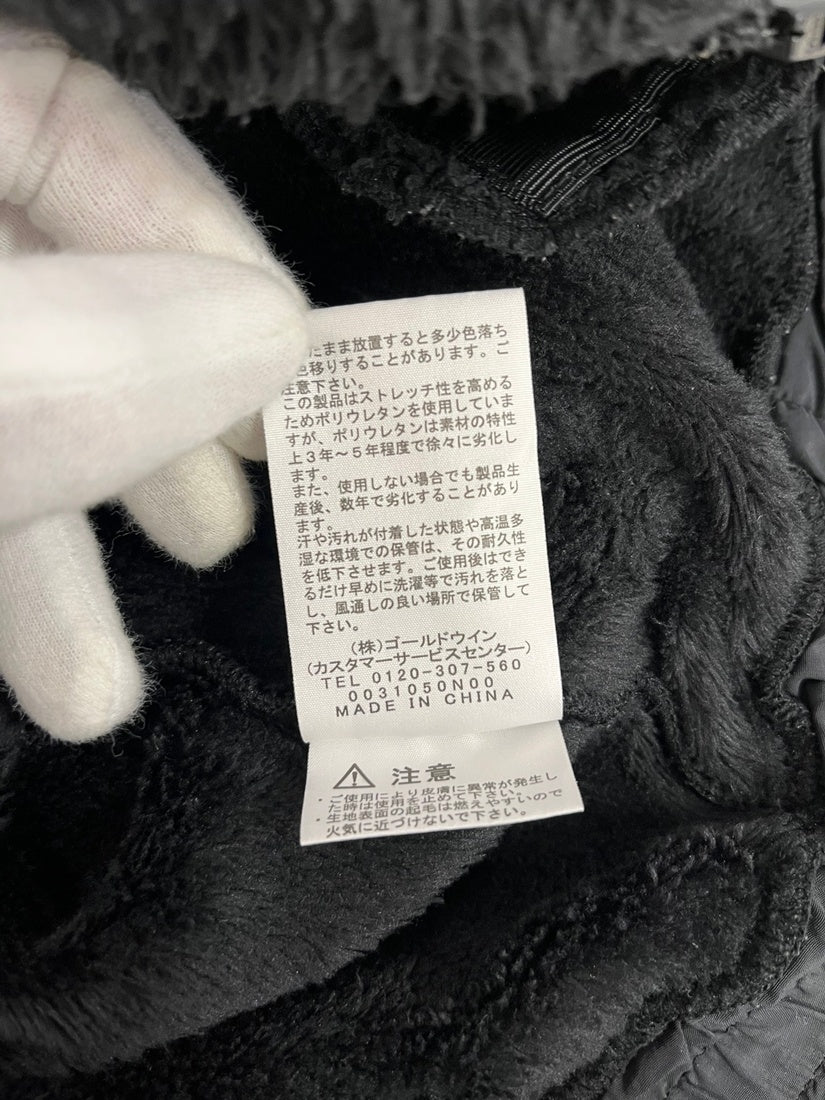 たまま放置すると多少色落ち
色移りすることがあります。ご
注意下さい。
この製品はストレッチ性を高める
ためポリウレタンを使用していま
すが、ポリウレタンは素材の特性
上3年～5年程度で徐々に劣化し
ます。
また、使用しない場合でも製品生
産後、数年で劣化することがあり
ます。
汗や汚れが付着した状態や高温多
湿な環境での保管は、その耐久性
を低下させます。ご使用後はでき
るだけ早めに洗濯等で汚れを落と
し、風通しの良い場所で保管して
下さい。
(株)ゴールドウイン
(カスタマーサービスセンター)
TEL 0120-307-560
0031050N00
MADE IN CHINA
注意
・ご使用により皮膚に異常が発生し
た時は使用を止めて下さい。
・生地表面の起毛は燃えやすいので
火気に近づけないで下さい。